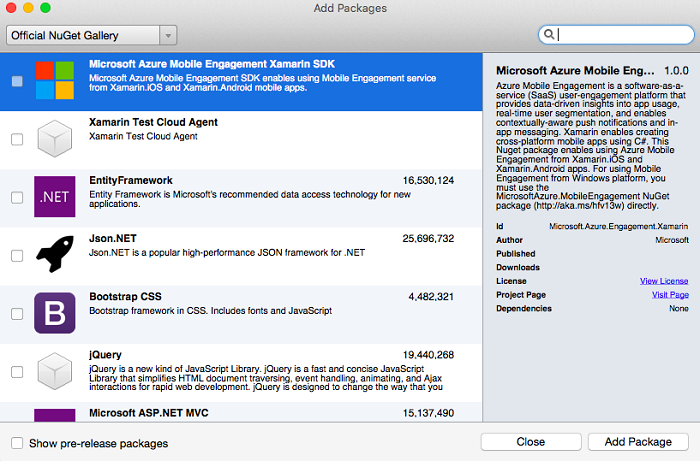 Add Packages
Official NuGet Gallery
Microsoft Azure Mobile Engagement Xamarin SDK
Microsoft Azure Mobile Engagement SDK enables using Mobile Engagement service
from Xamarin.iOS and Xamarin.Android mobile apps.
Xamarin Test Cloud Agent
Xamarin Test Cloud Agent
.NET
EntityFramework 16,530,124
Entity Framework is Microsoft's recommended data access technology for new
applications.
Json.NET 25,696,732
Json.NET is a popular high-performance JSON framework for .NET
B
Bootstrap CSS 4,482,321
Bootstrap framework in CSS. Includes fonts and JavaScript
jQuery 19,440,268
jQuery is a new kind of JavaScript Library. jQuery is a fast and concise JavaScript
Library that simplifies HTML document traversing, event handling, animating, and Ajax
interactions for rapid web development. jQuery is designed to change the way that you
Microsoft ASP.NET MVC 15,137,490
Microsoft Azure Mobile Eng... 1.0.0
Azure Mobile Engagement is a software-as-a-
service (SaaS) user-engagement platform that
provides data-driven insights into app usage,
real-time user segmentation, and enables
contextually-aware push notifications and in-
app messaging. Xamarin enables creating
cross-platform mobile apps using C#. This
Nuget package enables using Azure Mobile
Engagement from Xamarin.iOS and
Xamarin.Android apps. For using Mobile
Engagement from Windows platform, you
must use the
MicrosoftAzure.MobileEngagement NuGet
package (http://aka.ms/hfv13w) directly.
Id Microsoft.Azure.Engagement.Xamarin
Author Microsoft
Published
Downloads
License View License
Project Page Visit Page
Dependencies None
Show pre-release packages
Close
Add Package